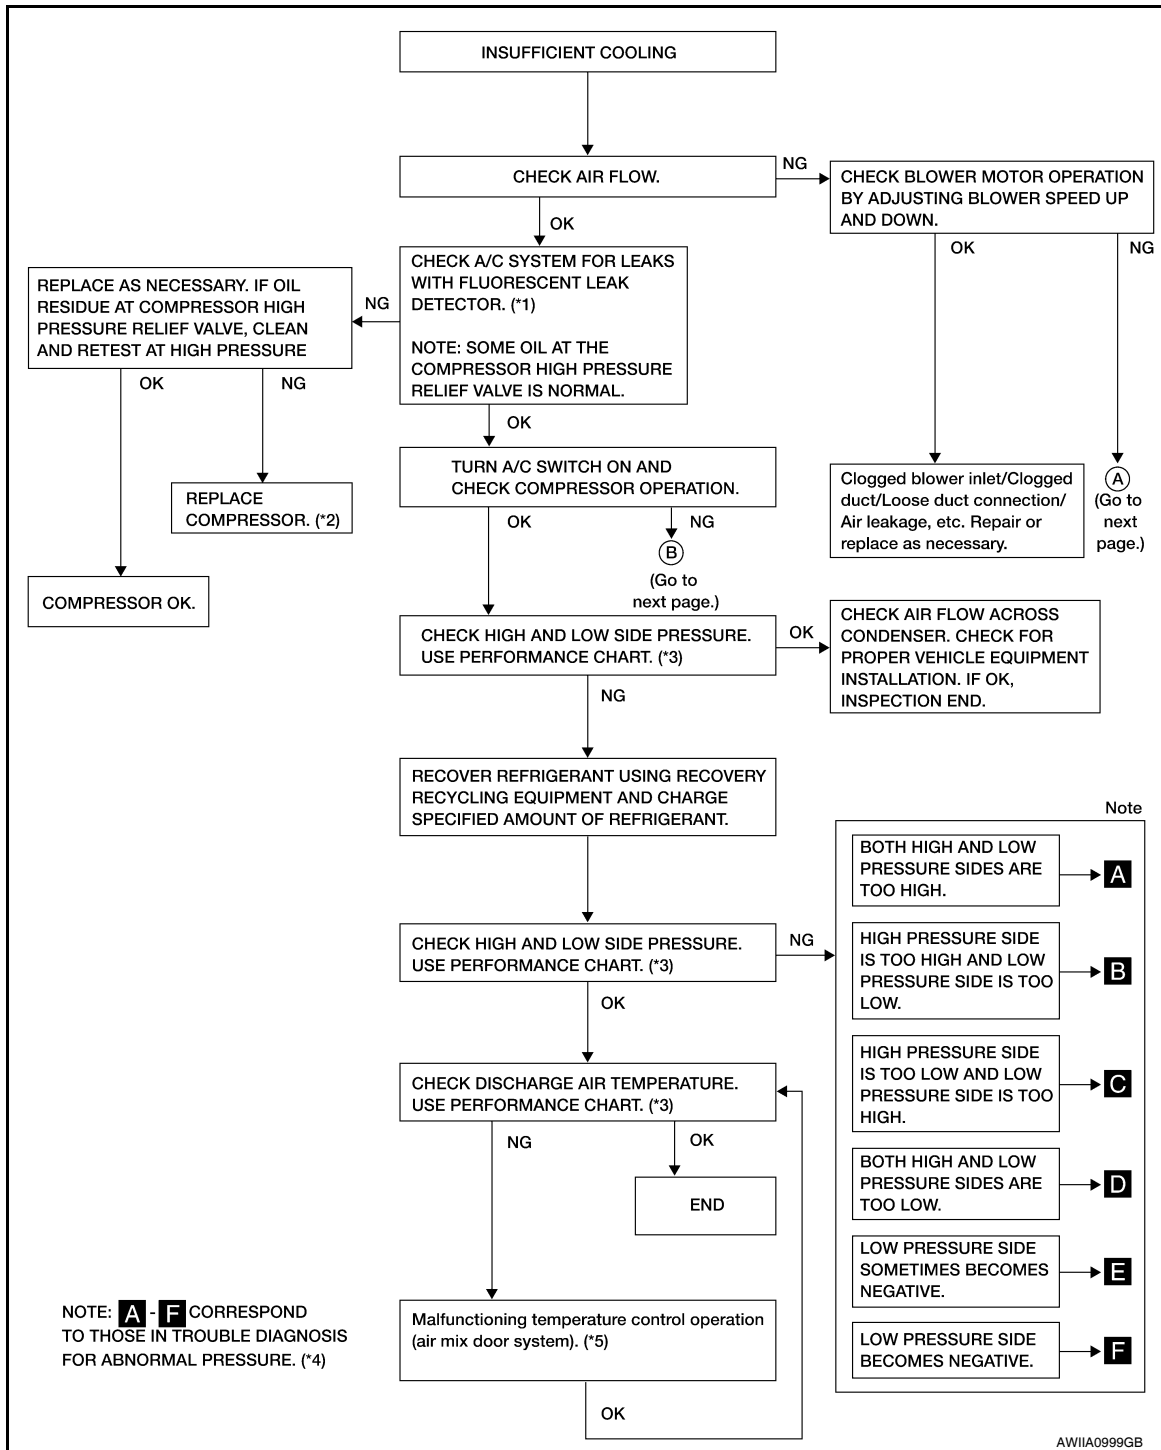 INSUFFICIENT COOLING
CHECK AIR FLOW.
NG
CHECK BLOWER MOTOR OPERATION
BY ADJUSTING BLOWER SPEED UP
AND DOWN.
OK
OK
NG
CHECK A/C SYSTEM FOR LEAKS
WITH FLUORESCENT LEAK
DETECTOR. (*1)
NOTE: SOME OIL AT THE
COMPRESSOR HIGH PRESSURE
RELIEF VALVE IS NORMAL.
NG
REPLACE AS NECESSARY. IF OIL
RESIDUE AT COMPRESSOR HIGH
PRESSURE RELIEF VALVE, CLEAN
AND RETEST AT HIGH PRESSURE
OK
NG
OK
REPLACE
COMPRESSOR. (*2)
COMPRESSOR OK.
TURN A/C SWITCH ON AND
CHECK COMPRESSOR OPERATION.
OK
NG
B
(Go to
next page.)
Clogged blower inlet/Clogged
duct/Loose duct connection/
Air leakage, etc. Repair or
replace as necessary.
A
(Go to
next
page.)
CHECK HIGH AND LOW SIDE PRESSURE.
USE PERFORMANCE CHART. (*3)
OK
CHECK AIR FLOW ACROSS
CONDENSER. CHECK FOR
PROPER VEHICLE EQUIPMENT
INSTALLATION. IF OK,
INSPECTION END.
NG
RECOVER REFRIGERANT USING RECOVERY
RECYCLING EQUIPMENT AND CHARGE
SPECIFIED AMOUNT OF REFRIGERANT.
CHECK HIGH AND LOW SIDE PRESSURE.
USE PERFORMANCE CHART. (*3)
NG
OK
Note
BOTH HIGH AND LOW
PRESSURE SIDES ARE
TOO HIGH.
A
HIGH PRESSURE SIDE
IS TOO HIGH AND LOW
PRESSURE SIDE IS TOO
LOW.
B
HIGH PRESSURE SIDE
IS TOO LOW AND LOW
PRESSURE SIDE IS TOO
HIGH.
C
BOTH HIGH AND LOW
PRESSURE SIDES ARE
TOO LOW.
D
LOW PRESSURE SIDE
SOMETIMES BECOMES
NEGATIVE.
E
LOW PRESSURE SIDE
BECOMES NEGATIVE.
F
CHECK DISCHARGE AIR TEMPERATURE.
USE PERFORMANCE CHART. (*3)
NG
OK
END
Malfunctioning temperature control operation
(air mix door system). (*5)
OK
NOTE: A - F CORRESPOND
TO THOSE IN TROUBLE DIAGNOSIS
FOR ABNORMAL PRESSURE. (*4)
AWIIA0999GB